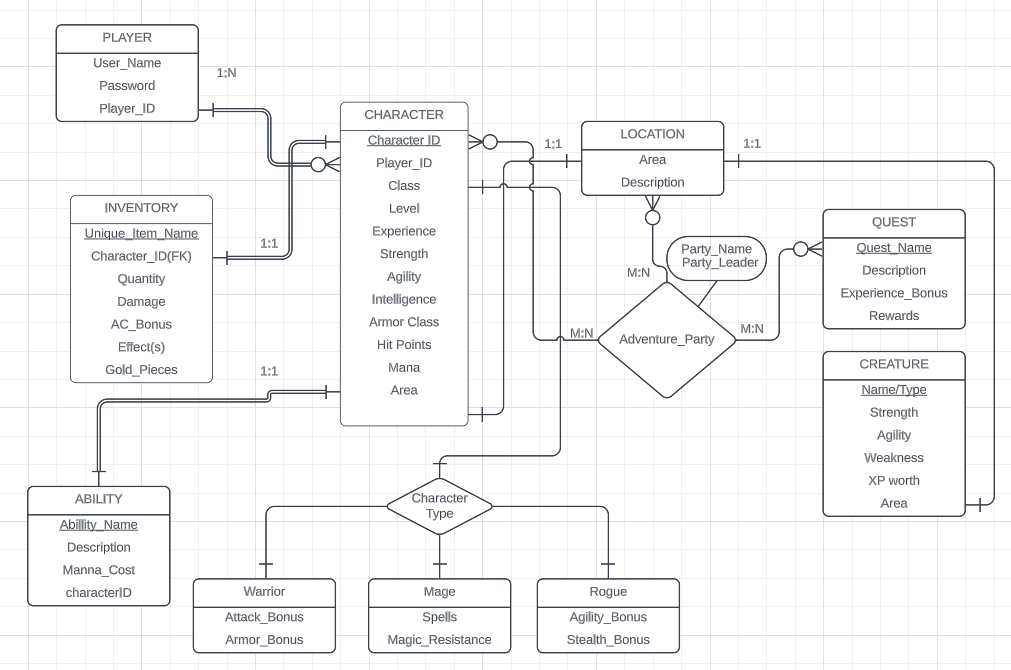 PLAYER
User_Name
Password
Player_ID
1:N
CHARACTER
Character ID
Player_ID
Class
Level
Experience
Strength
Agility
Intelligence
Armor Class
Hit Points
Mana
Area
1:1
LOCATION
Area
Description
1:1
INVENTORY
Unique_Item_Name
Character_ID(FK)
Quantity
Damage
AC_Bonus
Effect(s)
Gold_Pieces
1:1
Party_Name
Party_Leader
M:N
M:N
Adventure_Party
M:N
QUEST
Quest_Name
Description
Experience_Bonus
Rewards
CREATURE
Name/Type
Strength
Agility
Weakness
XP worth
Area
1:1
ABILITY
Abillity_Name
Description
Manna_Cost
characterID
Character
Type
Warrior
Attack_Bonus
Armor_Bonus
Mage
Spells
Magic_Resistance
Rogue
Agility_Bonus
Stealth_Bonus